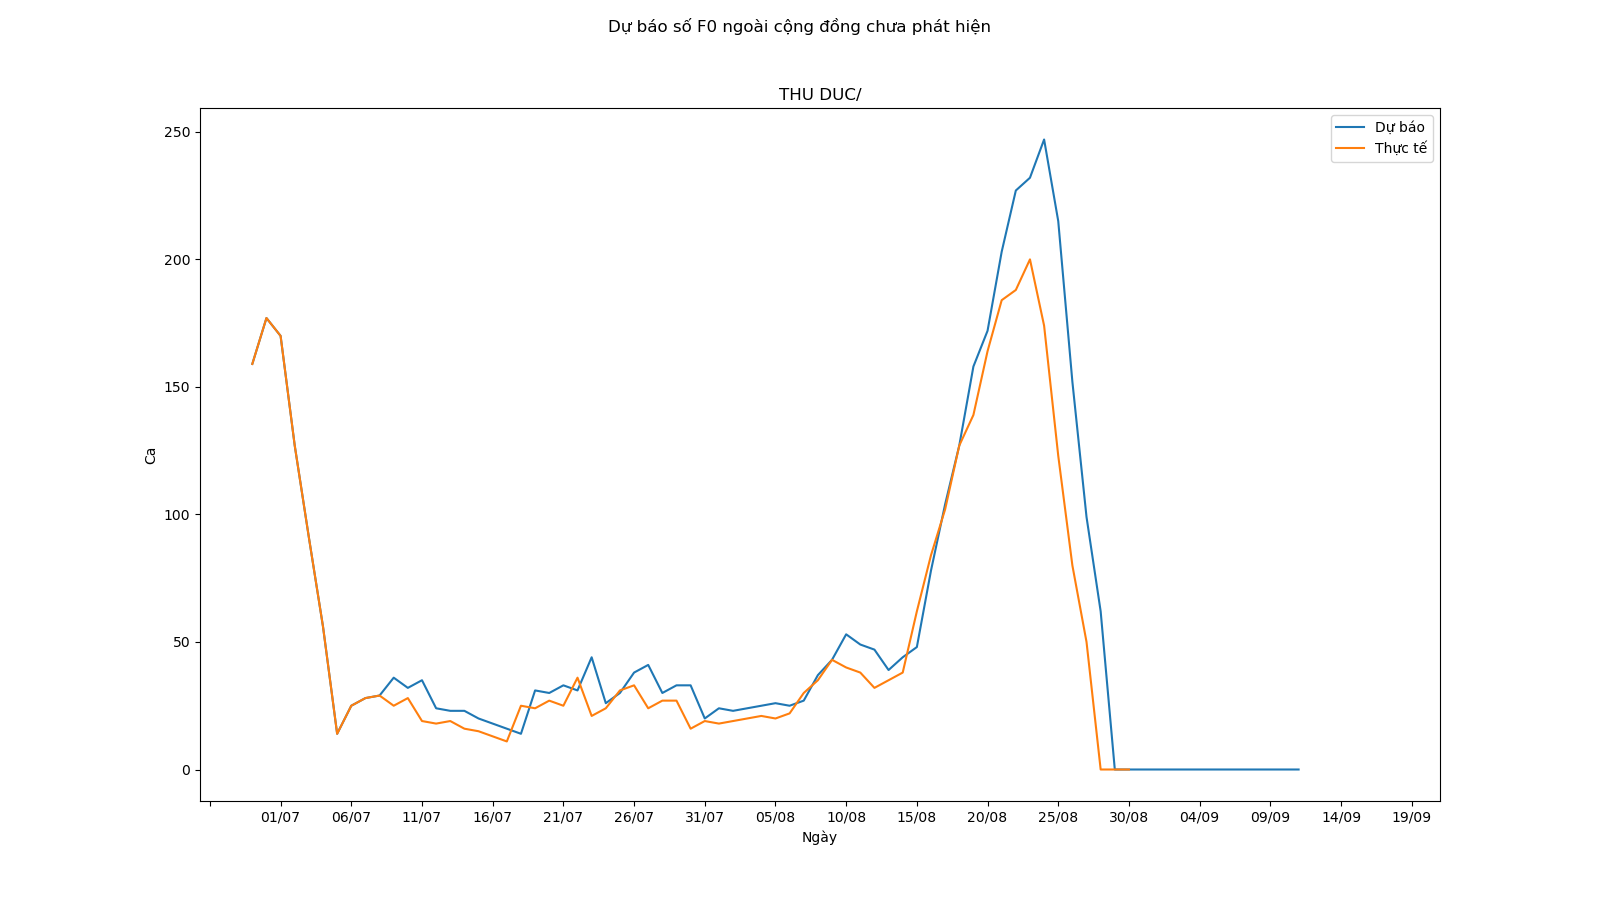 Dự báo số F0 ngoài cộng đồng chưa phát hiện
THU DUC/
Dự báo
Thực tế
250
200
150
100
50
0
Ca
01/07 06/07 11/07 16/07 21/07 26/07 31/07 05/08 10/08 15/08 20/08 25/08 30/08 04/09 09/09 14/09 19/09
Ngày